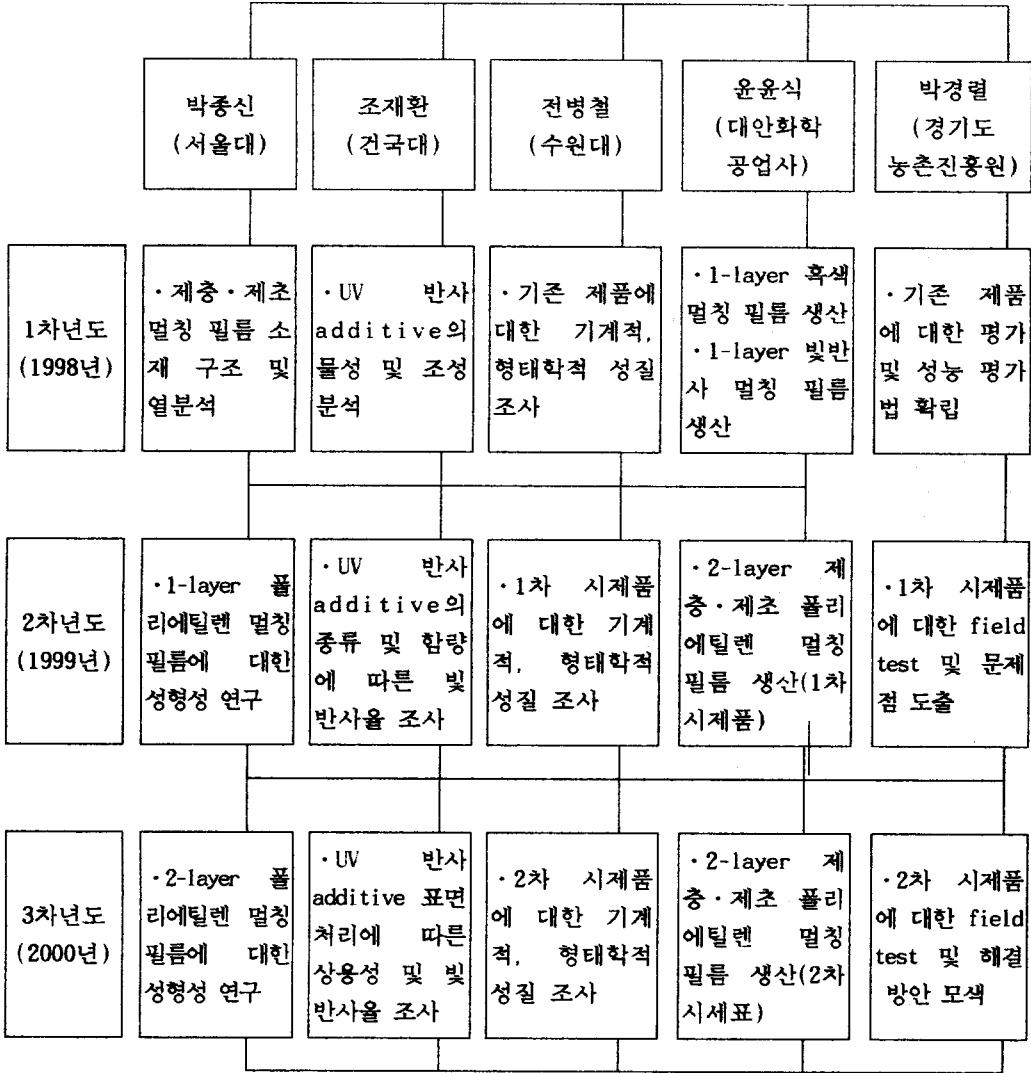 박종신
(서울대)
조재환
(건국대)
전병철
(수원대)
윤윤식
(대안화학
공업사)
박경렬
(경기도
농촌진흥원)
1차년도
(1998년)
·제충·제초
멀칭 필름 소
재 구조 및
열분석
·UV 반사
additive의
물성 및 조성
분석
·기존 제품에
대한 기계적,
형태학적 성질
조사
·1-layer 흑색
멀칭 필름 생산
·1-layer 빛반
사 멀칭 필름
생산
·기존 제품
에 대한 평가
및 성능 평가
법 확립
2차년도
(1999년)
·1-layer 폴
리에틸렌 멀칭
필름에 대한
성형성 연구
·UV 반사
additive의
종류 및 함량
에 따른 빛
반사율 조사
·1차 시제품
에 대한 기계
적, 형태학적
성질 조사
·2-layer 제
충·제초 폴리
에틸렌 멀칭
필름 생산(1차
시제품)
·1차 시제품
에 대한 field
test 및 문제
점 도출
3차년도
(2000년)
·2-layer 폴
리에틸렌 멀칭
필름에 대한
성형성 연구
·UV 반사
additive 표면
처리에 따른
상용성 및 빛
반사율 조사
·2차 시제품
에 대한 기계
적, 형태학적
성질 조사
·2-layer 제
충·제초 폴리
에틸렌 멀칭
필름 생산(2차
시세표)
·2차 시제품
에 대한 field
test 및 해결
방안 모색